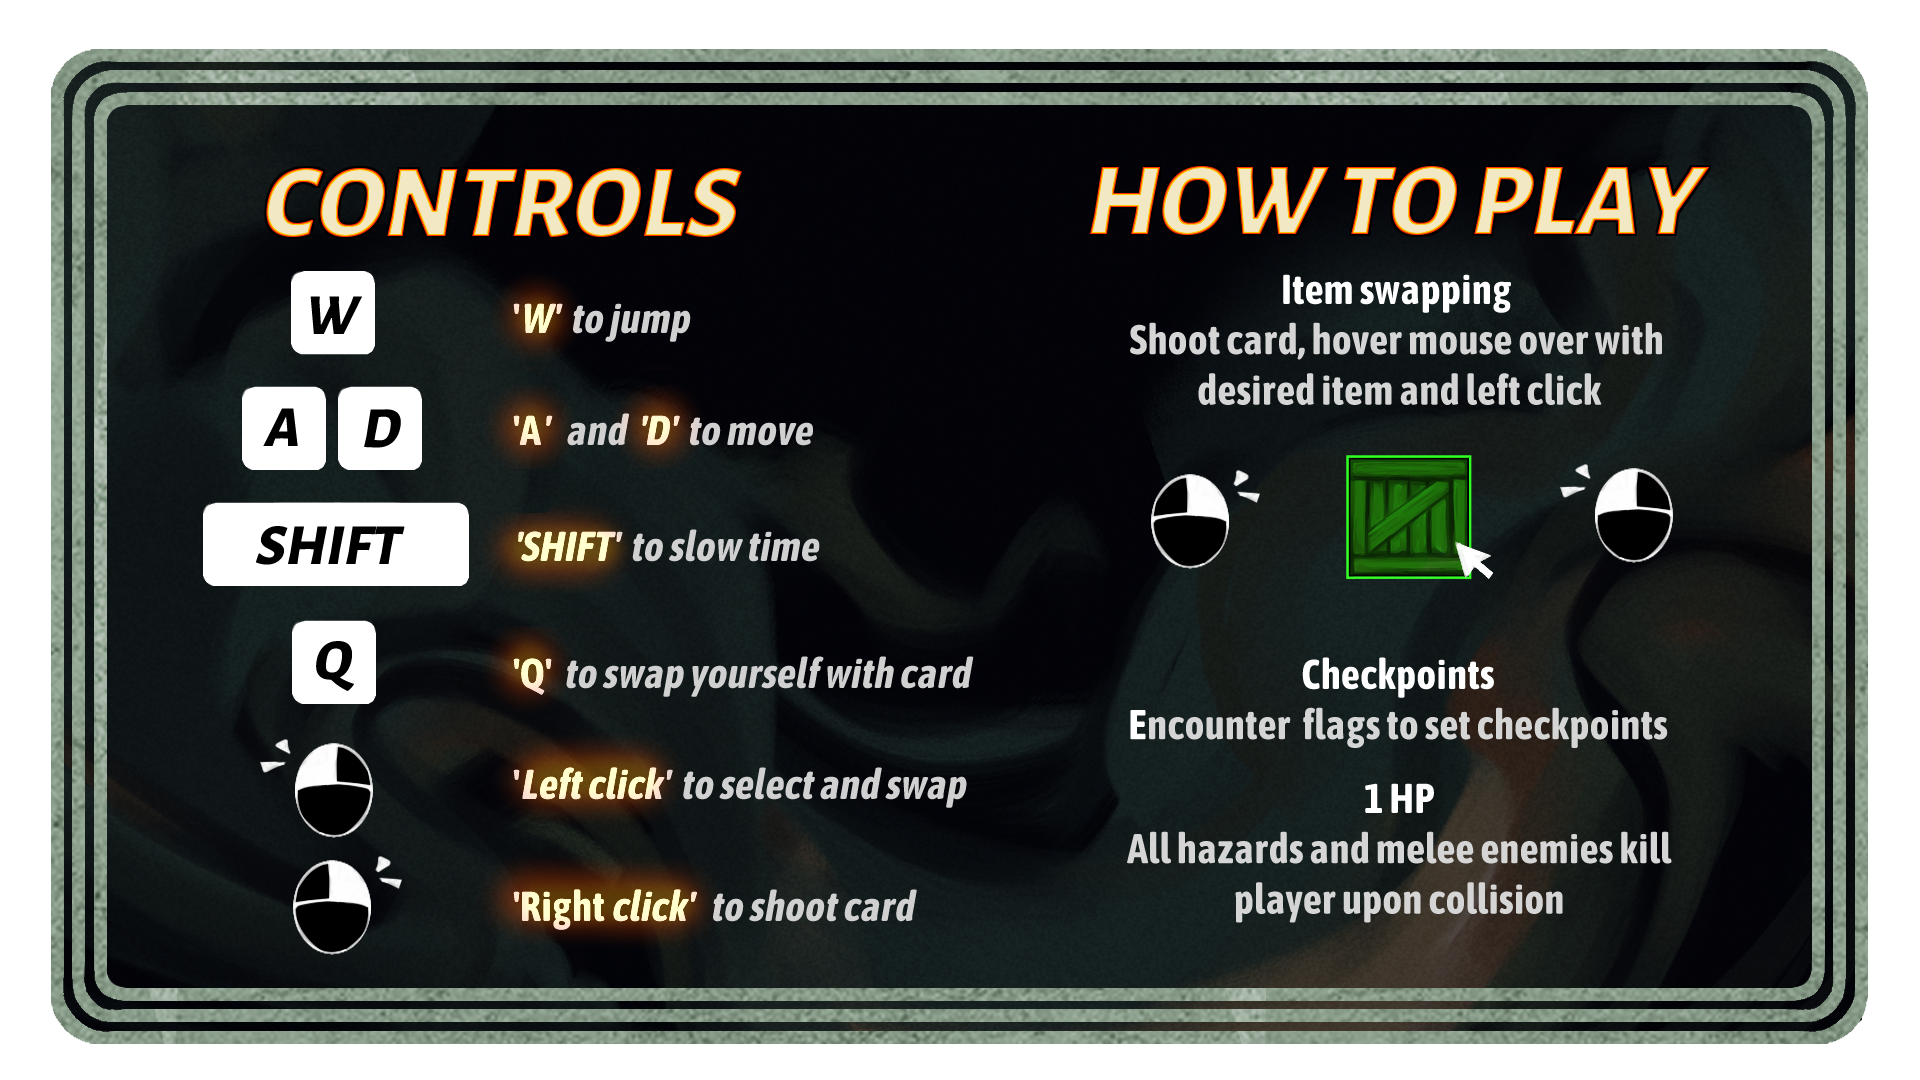 CONTROLS
W
'W' to jump
A D
'A' and 'D' to move
SHIFT
'SHIFT' to slow time
Q
'Q' to swap yourself with card
'Left click' to select and swap
'Right click' to shoot card
HOW TO PLAY
Item swapping
Shoot card, hover mouse over with
desired item and left click
Checkpoints
Encounter flags to set checkpoints
1 HP
All hazards and melee enemies kill
player upon collision